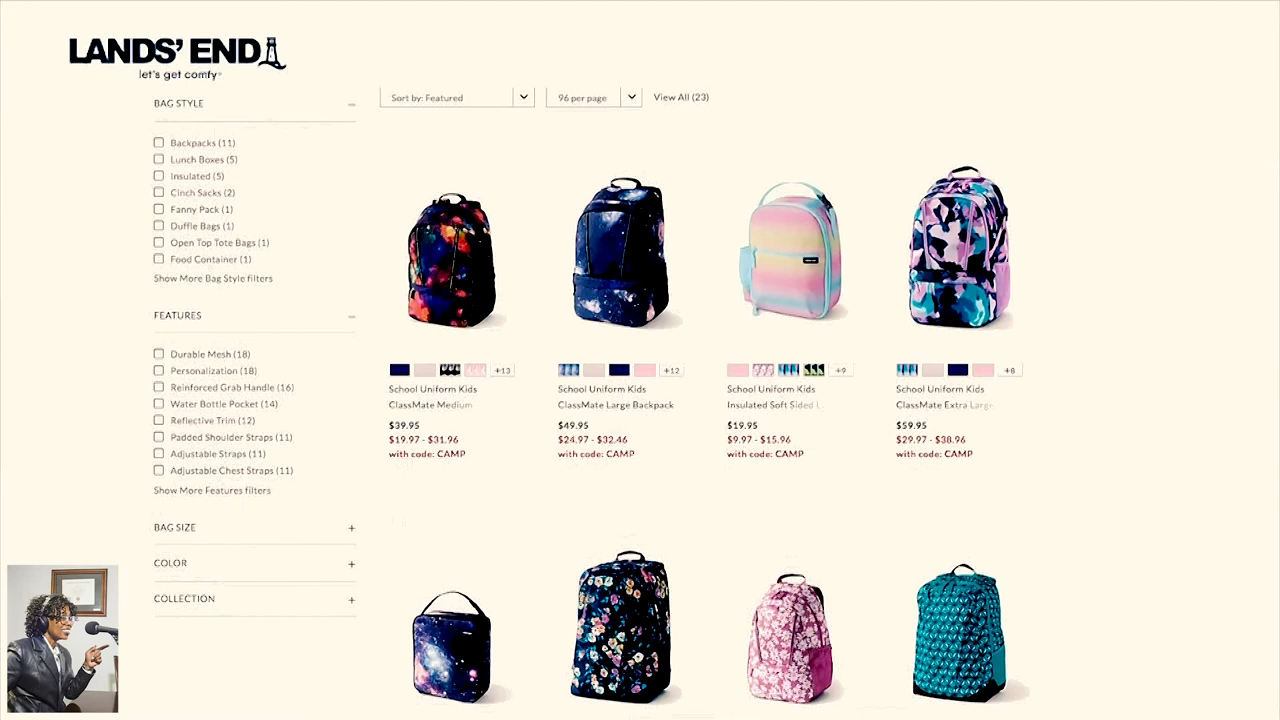 LANDS' END
let's get comfy
BAG STYLE
Backpacks (11)
Lunch Boxes (5)
Insulated (5)
Cinch Sacks (2)
Fanny Pack (1)
Duffle Bags (1)
Open Top Tote Bags (1)
Food Container (1)
Show More Bag Style filters
FEATURES
Durable Mesh (18)
Personalization (18)
Reinforced Grab Handle (16)
Water Bottle Pocket (14)
Reflective Trim (12)
Padded Shoulder Straps (11)
Adjustable Straps (11)
Adjustable Chest Straps (11)
Show More Features filters
BAG SIZE +
COLOR +
COLLECTION +
Sort by: Featured
96 per page
View All (23)
+13
School Uniform Kids
ClassMate Medium
$39.95
$19.97 - $31.96
with code: CAMP
+12
School Uniform Kids
ClassMate Large Backpack
$49.95
$24.97 - $32.46
with code: CAMP
+9
School Uniform Kids
Insulated Soft Sided L
$19.95
$9.97 - $15.96
with code: CAMP
+8
School Uniform Kids
ClassMate Extra Large
$59.95
$29.97 - $38.96
with code: CAMP